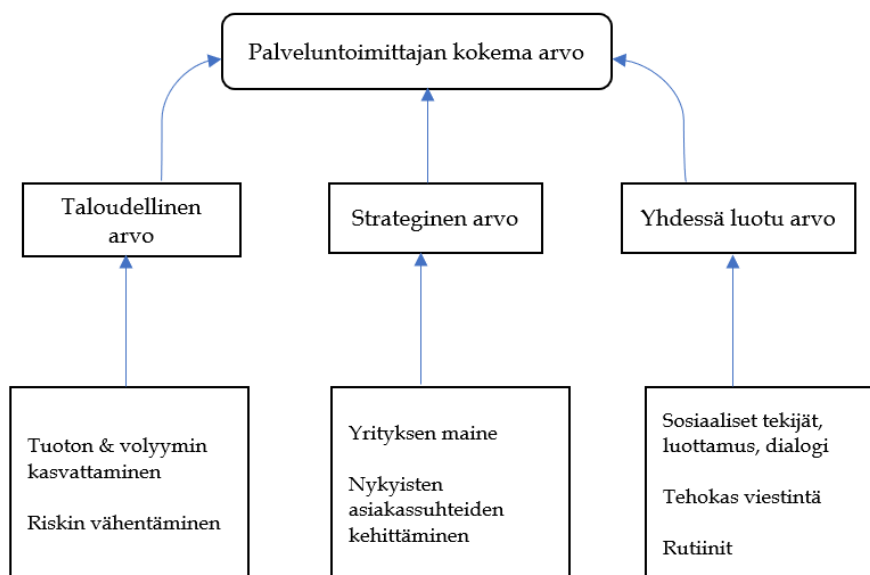 Palveluntoimittajan kokema arvo
Taloudellinen
arvo
Strateginen arvo
Yhdessä luotu arvo
Tuoton & volyymin
kasvattaminen
Riskin vähentäminen
Yrityksen maine
Nykyisten
asiakassuhteiden
kehittäminen
Sosiaaliset tekijät,
luottamus, dialogi
Tehokas viestintä
Rutiinit